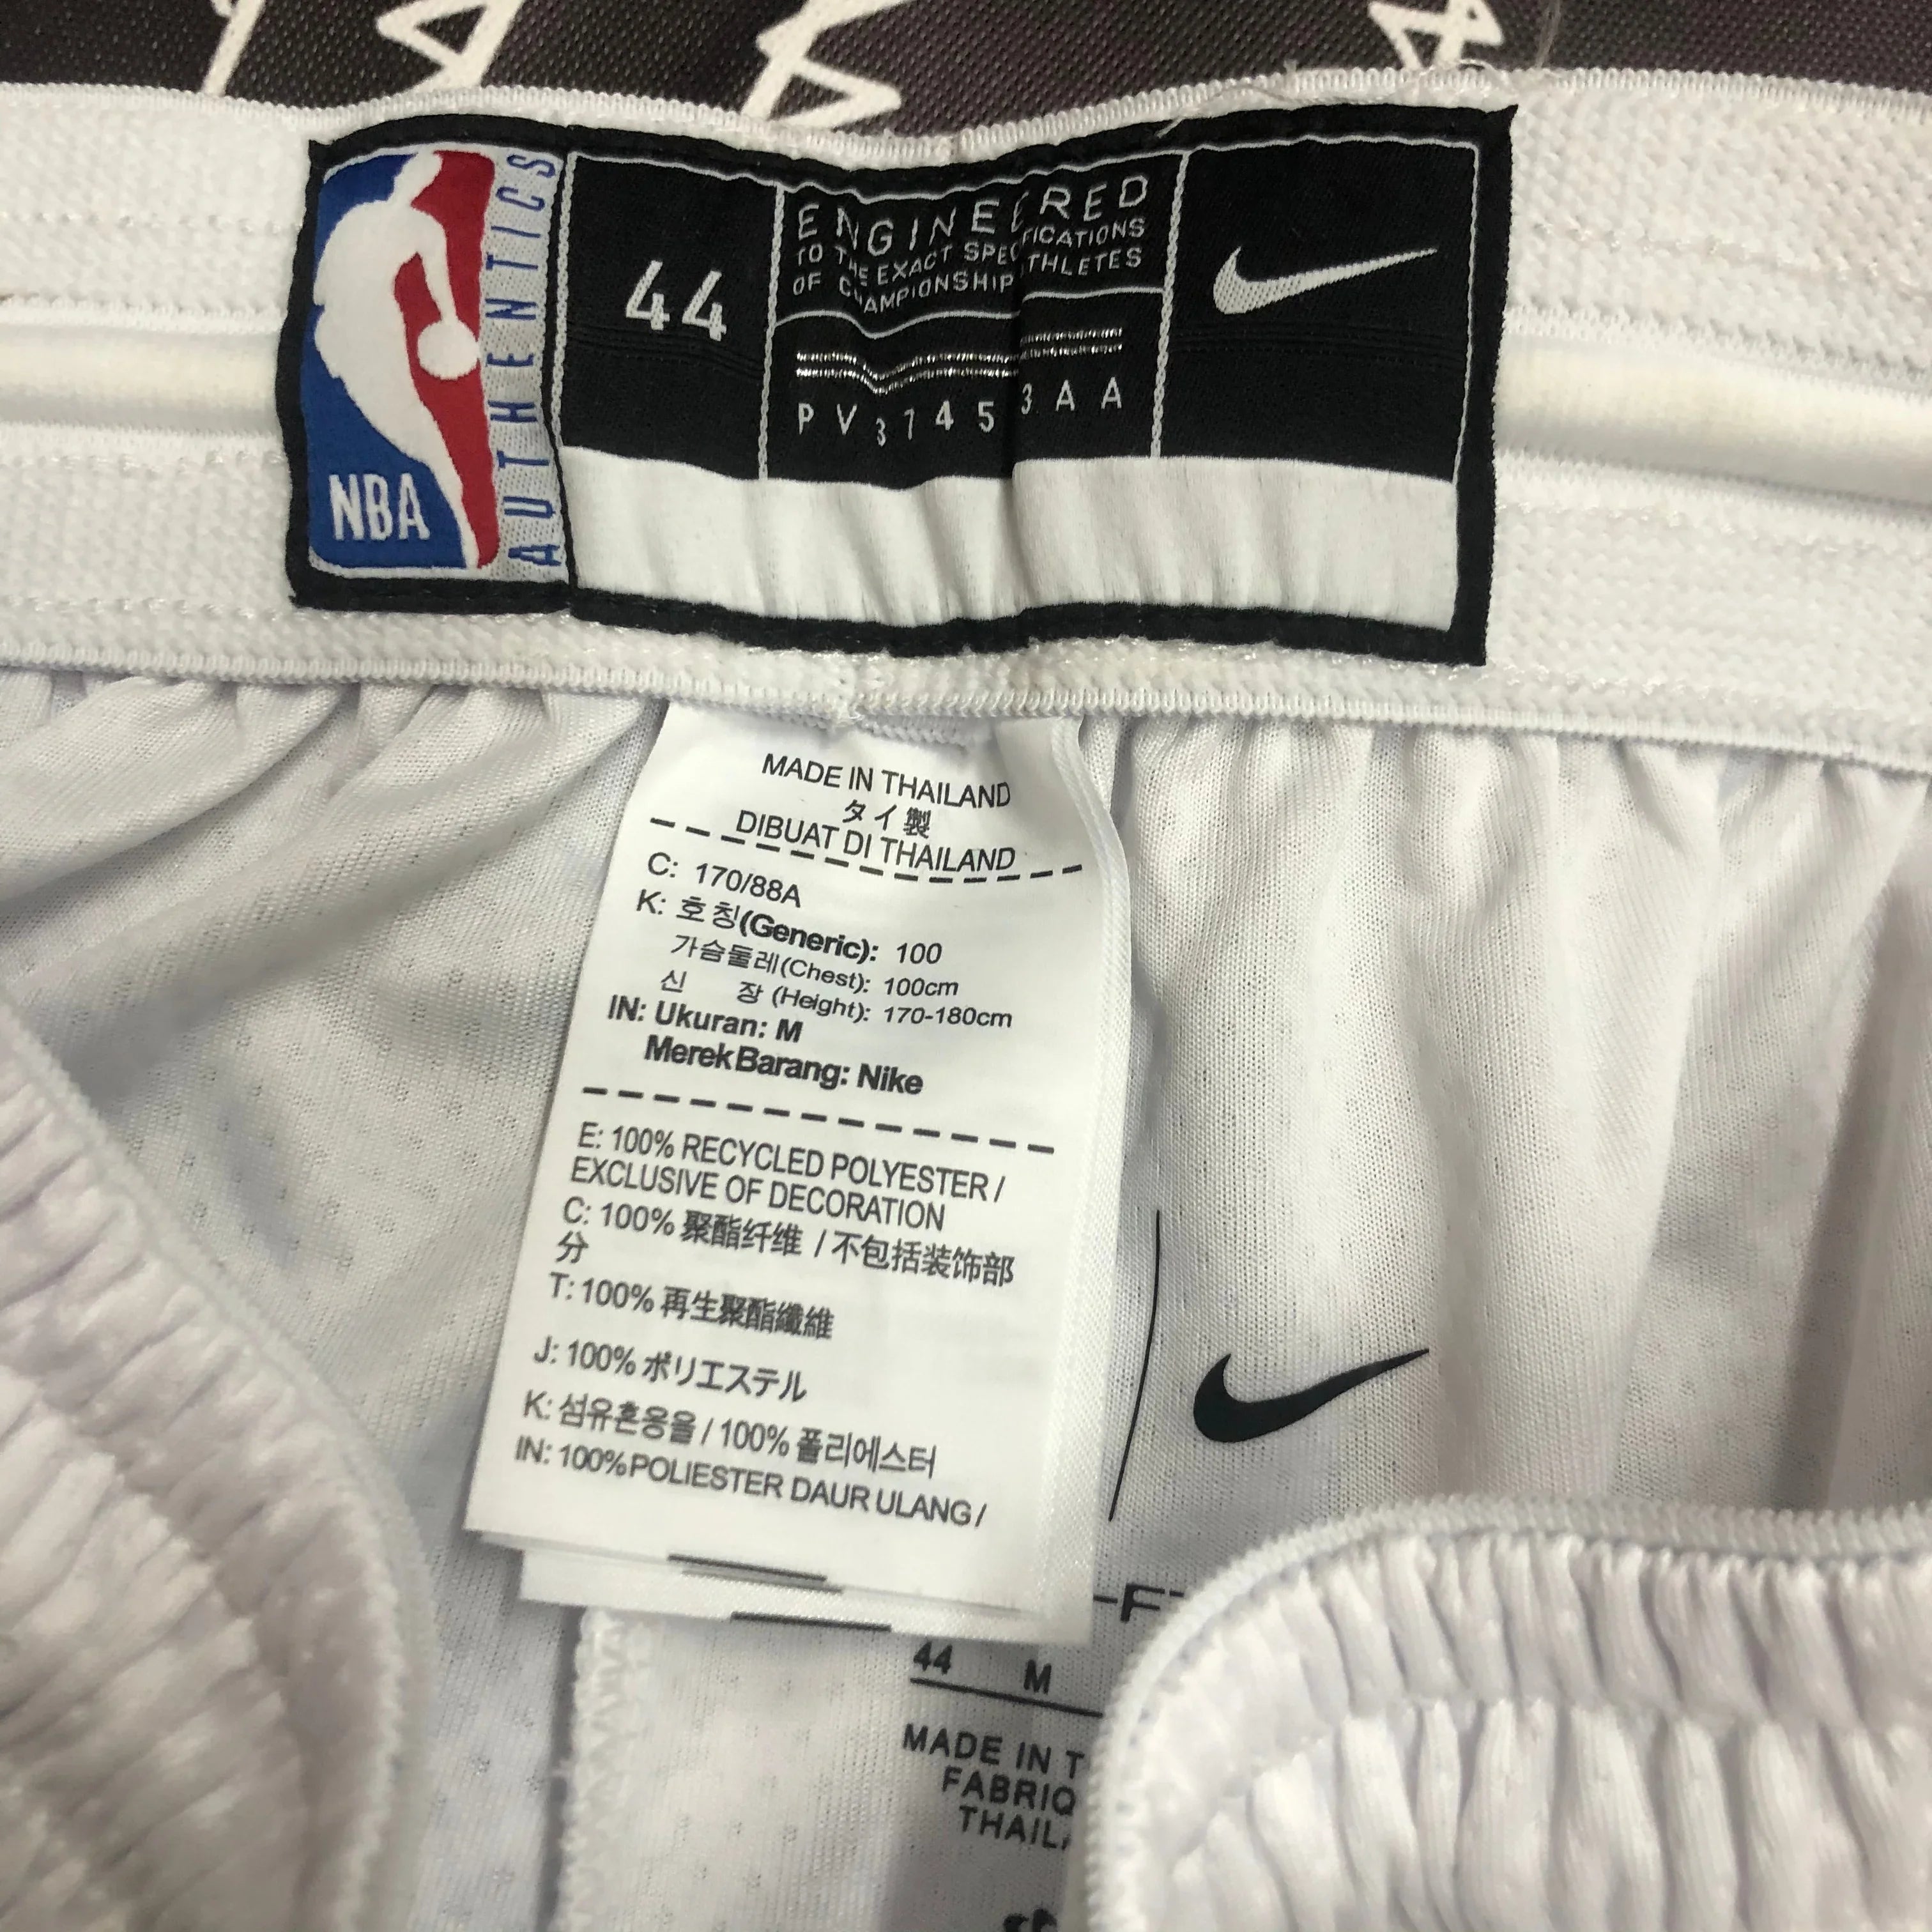 NBA
AUTHENTICS
44
ENGINEERED
TO THE EXACT SPECIFICATIONS
OF CHAMPIONSHIP ATHLETES
PV37453AA
MADE IN THAILAND
タイ製
DIBUAT DI THAILAND
C: 170/88A
K: 호칭(Generic): 100
가슴둘레(Chest): 100cm
신 장 (Height): 170-180cm
IN: Ukuran: M
Merek Barang: Nike
E: 100% RECYCLED POLYESTER /
EXCLUSIVE OF DECORATION
C: 100% 聚酯纤维 / 不包括装饰部
分
T: 100% 再生聚酯纖維
J: 100% ポリエステル
K: 섬유혼용율 / 100% 폴리에스터
IN: 100% POLIESTER DAUR ULANG /
-F
44 M
MADE IN T
FABRIQ
THAIL